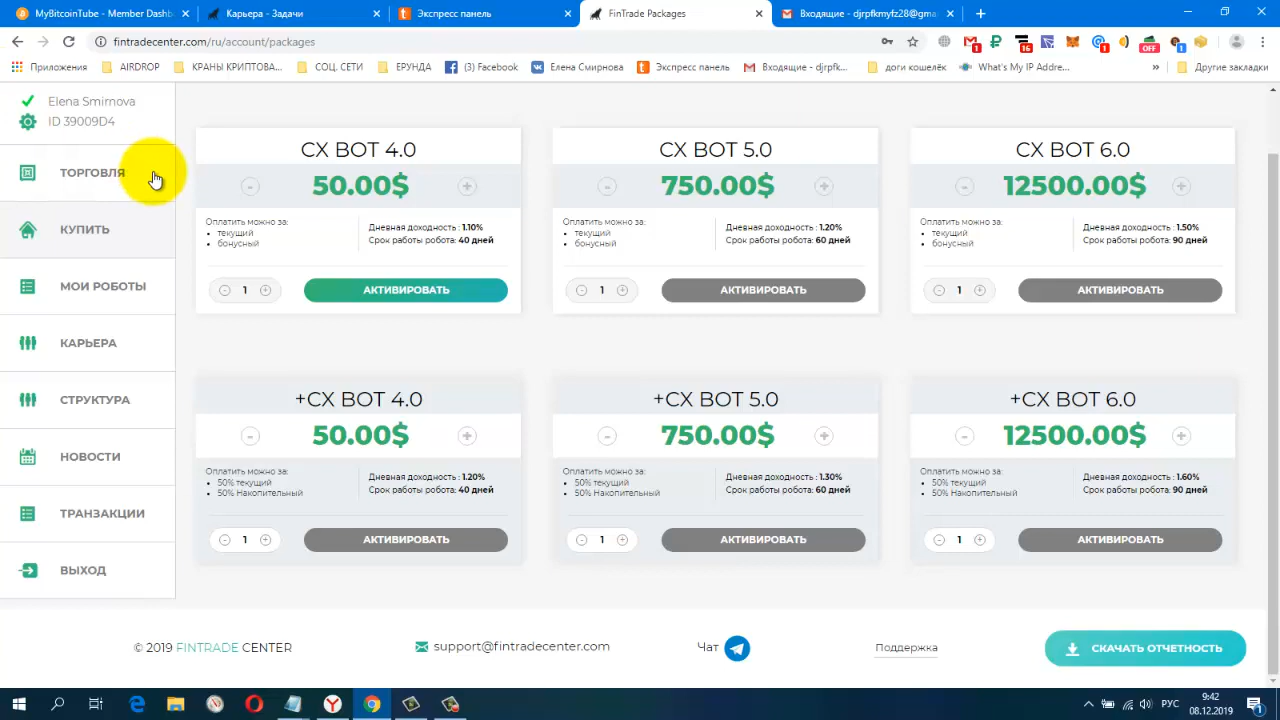 MyBitcoinTube - Member Dashb
Карьера - Задачи
Экспресс панель
FinTrade Packages
Входящие - djrpfkmyfz28@gma
fintradecenter.com/ru/account/packages
Приложения
AIRDROP
КРАНЫ КРИПТОВА...
СОЦ. СЕТИ
ЕРУНДА
(3) Facebook
Елена Смирнова
Экспресс панель
Входящие - djrpfk...
доги кошелёк
What's My IP Addre...
Другие закладки
Elena Smirnova
ID 39009D4
ТОРГОВЛЯ
КУПИТЬ
МОИ РОБОТЫ
КАРЬЕРА
СТРУКТУРА
НОВОСТИ
ТРАНЗАКЦИИ
ВЫХОД
CX BOT 4.0
- 50.00$ +
Оплатить можно за:
текущий
бонусный
Дневная доходность : 1.10%
Срок работы робота: 40 дней
- 1 +
АКТИВИРОВАТЬ
CX BOT 5.0
- 750.00$ +
Оплатить можно за:
текущий
бонусный
Дневная доходность : 1.20%
Срок работы робота: 60 дней
- 1 +
АКТИВИРОВАТЬ
CX BOT 6.0
- 12500.00$ +
Оплатить можно за:
текущий
бонусный
Дневная доходность : 1.50%
Срок работы робота: 90 дней
- 1 +
АКТИВИРОВАТЬ
+CX BOT 4.0
- 50.00$ +
Оплатить можно за:
50% текущий
50% Накопительный
Дневная доходность : 1.20%
Срок работы робота: 40 дней
- 1 +
АКТИВИРОВАТЬ
+CX BOT 5.0
- 750.00$ +
Оплатить можно за:
50% текущий
50% Накопительный
Дневная доходность : 1.30%
Срок работы робота: 60 дней
- 1 +
АКТИВИРОВАТЬ
+CX BOT 6.0
- 12500.00$ +
Оплатить можно за:
50% текущий
50% Накопительный
Дневная доходность : 1.60%
Срок работы робота: 90 дней
- 1 +
АКТИВИРОВАТЬ
© 2019 FINTRADE CENTER
support@fintradecenter.com
Чат
Поддержка
СКАЧАТЬ ОТЧЕТНОСТЬ
РУС
9:42
08.12.2019